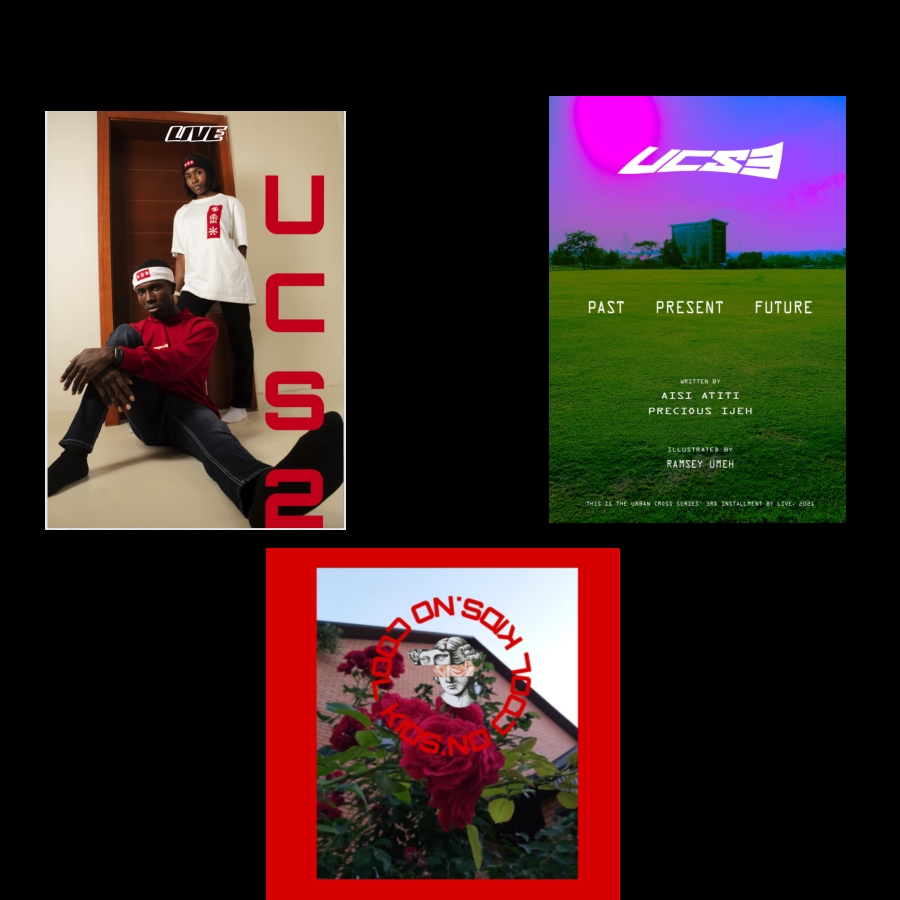 LIVE
UCS2
UCS3
PAST PRESENT FUTURE
WRITTEN BY
AISI ATITI
PRECIOUS IJEH
ILLUSTRATED BY
RAMSEY UMEH
THIS IS THE URBAN CROSS SERIES' 3RD INSTALLMENT BY LIVE. 2021
KIDS.NO COOL KIDS.NO COOL